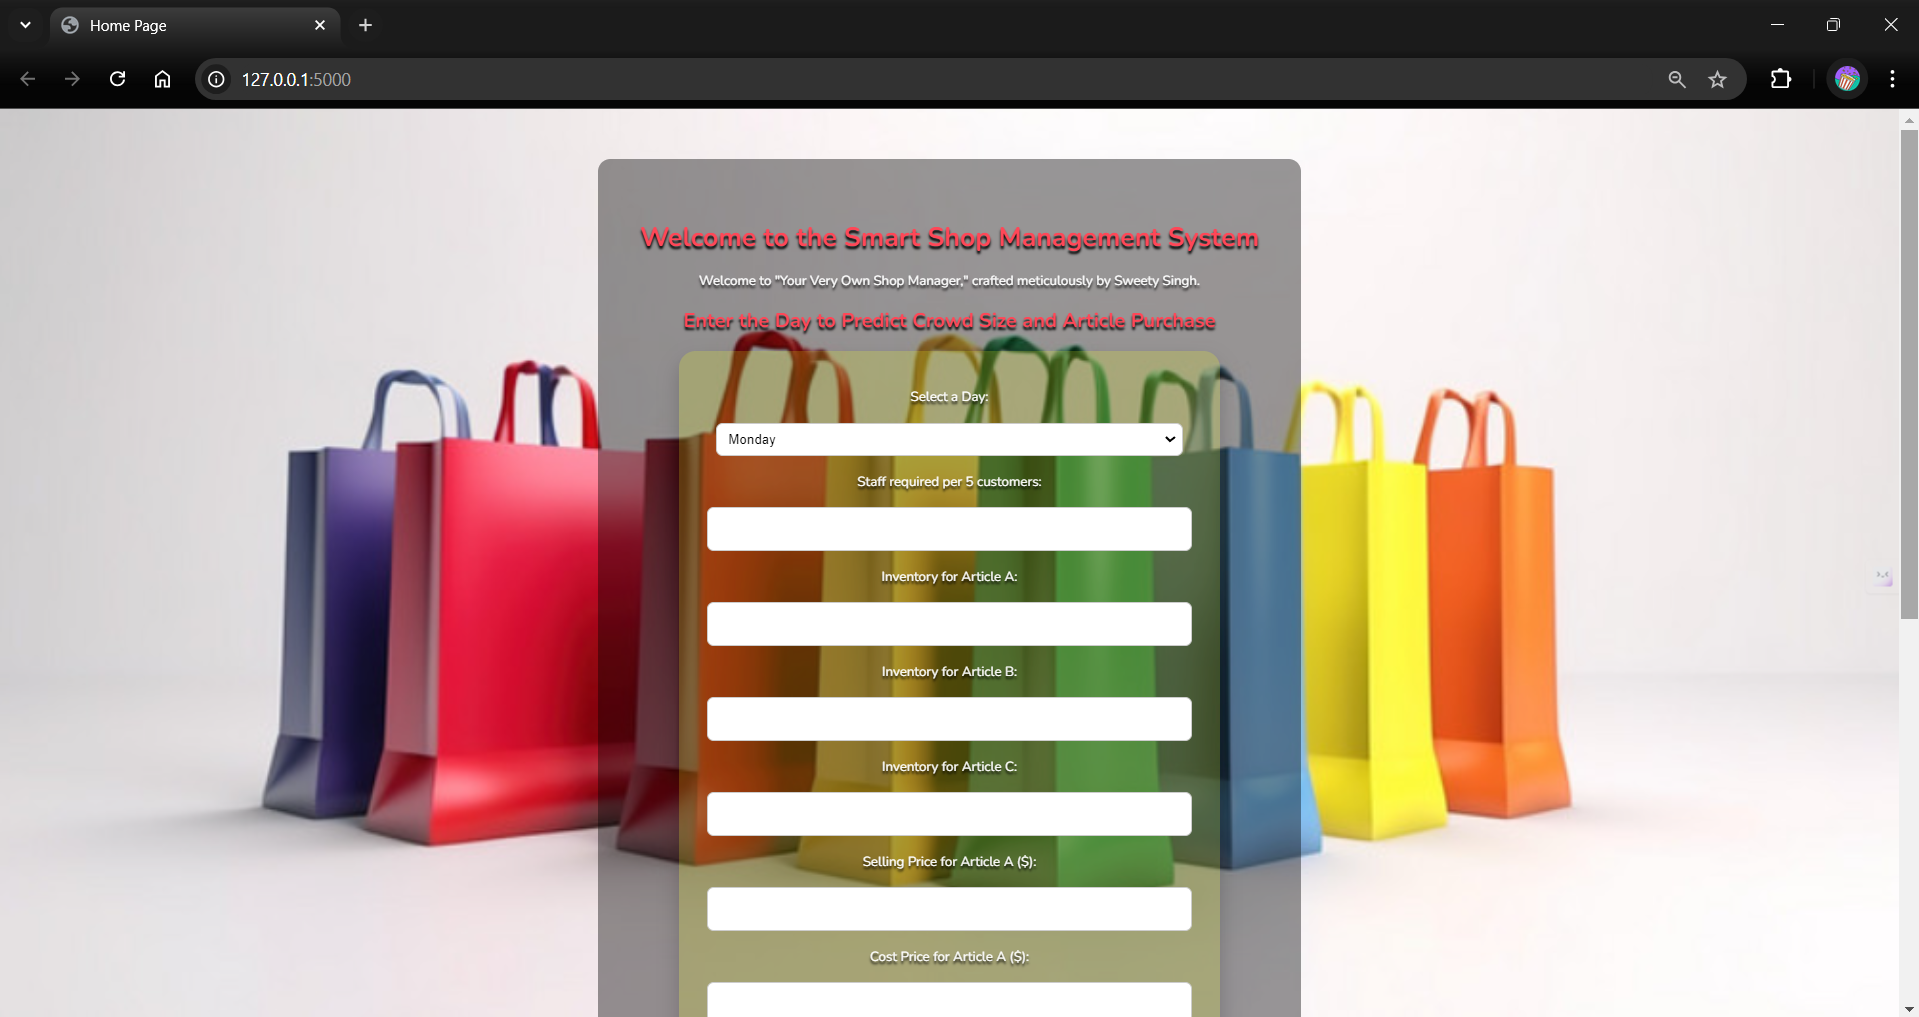 Home Page
127.0.0.1:5000
Welcome to the Smart Shop Management System
Welcome to "Your Very Own Shop Manager," crafted meticulously by Sweety Singh.
Enter the Day to Predict Crowd Size and Article Purchase
Select a Day:
Monday
Staff required per 5 customers:
Inventory for Article A:
Inventory for Article B:
Inventory for Article C:
Selling Price for Article A ($):
Cost Price for Article A ($):